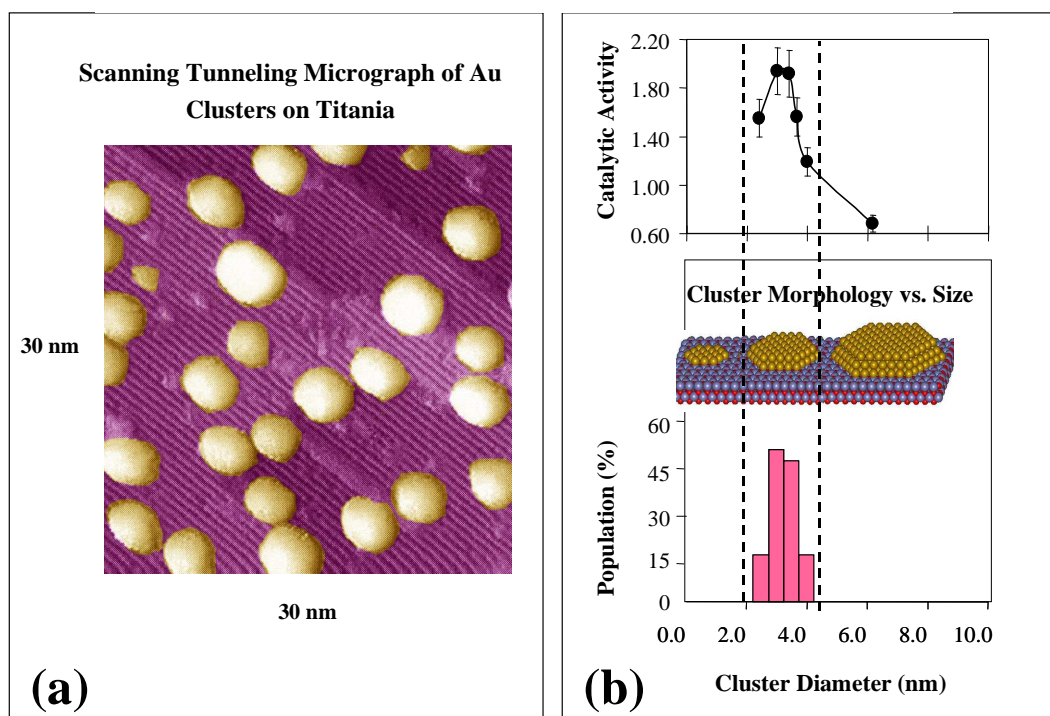 Scanning Tunneling Micrograph of Au
Clusters on Titania
30 nm
30 nm
(a)
Catalytic Activity
2.20
1.80
1.40
1.00
0.60
Cluster Morphology vs. Size
Population (%)
60
45
30
15
0
0.0 2.0 4.0 6.0 8.0 10.0
Cluster Diameter (nm)
(b)